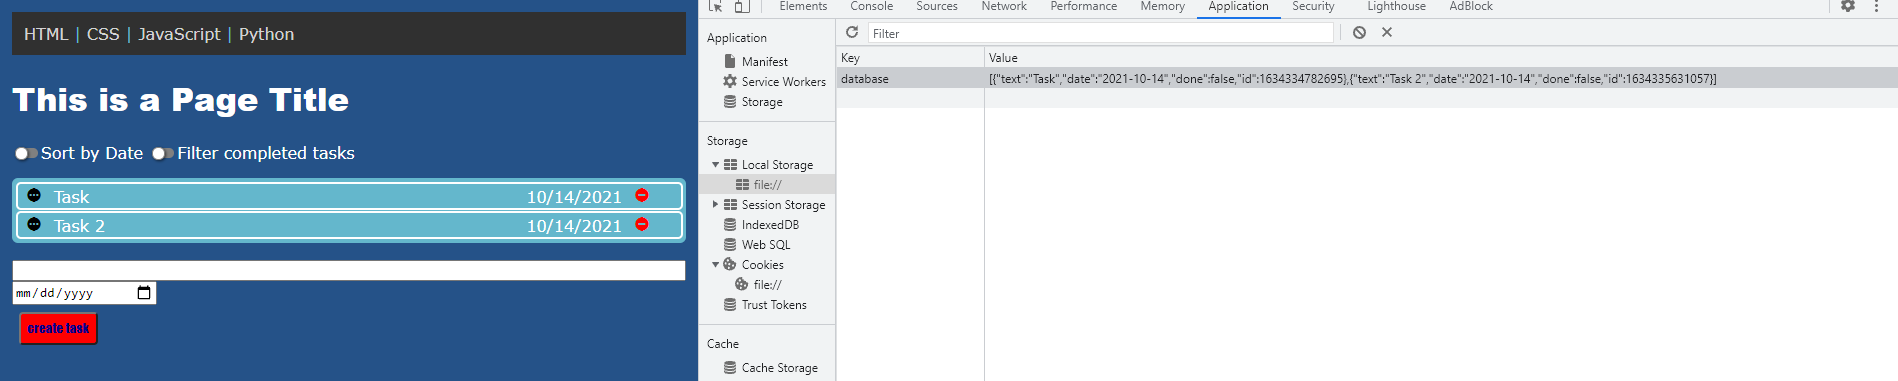 HTML | CSS | JavaScript | Python
This is a Page Title
Sort by Date Filter completed tasks
Task 10/14/2021
Task 2 10/14/2021
mm/dd/yyyy
create task
Elements Console Sources Network Performance Memory Application Security Lighthouse AdBlock
Application
Manifest
Service Workers
Storage
Storage
Local Storage
file://
Session Storage
IndexedDB
Web SQL
Cookies
file://
Trust Tokens
Cache
Cache Storage
Filter
Key Value
database [{"text":"Task","date":"2021-10-14","done":false,"id":1634334782695},{"text":"Task 2","date":"2021-10-14","done":false,"id":1634335631057}]